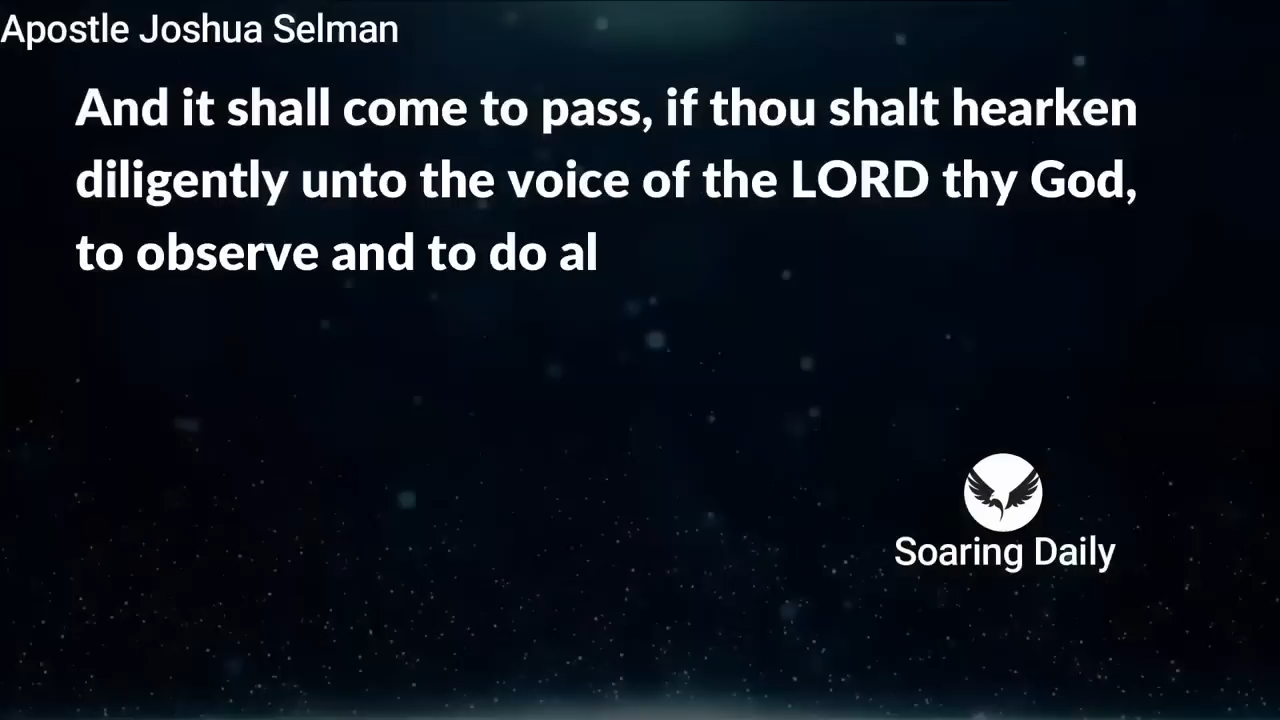 Apostle Joshua Selman
And it shall come to pass, if thou shalt hearken
diligently unto the voice of the LORD thy God,
to observe and to do al
Soaring Daily